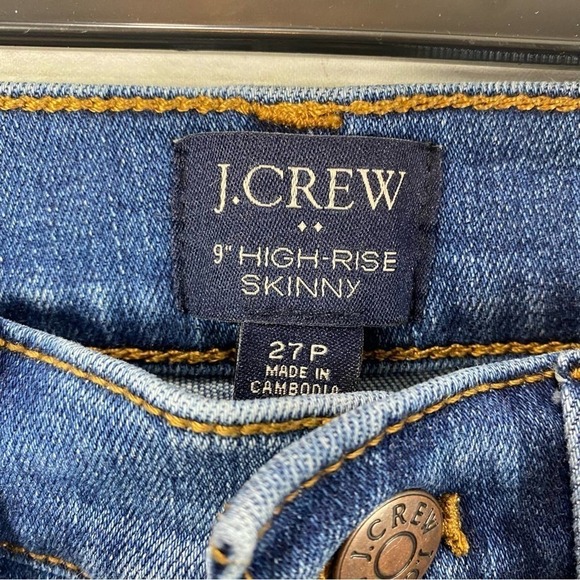 J.CREW
9" HIGH-RISE
SKINNY
27P
MADE IN
CAMBODIA
J.CREW